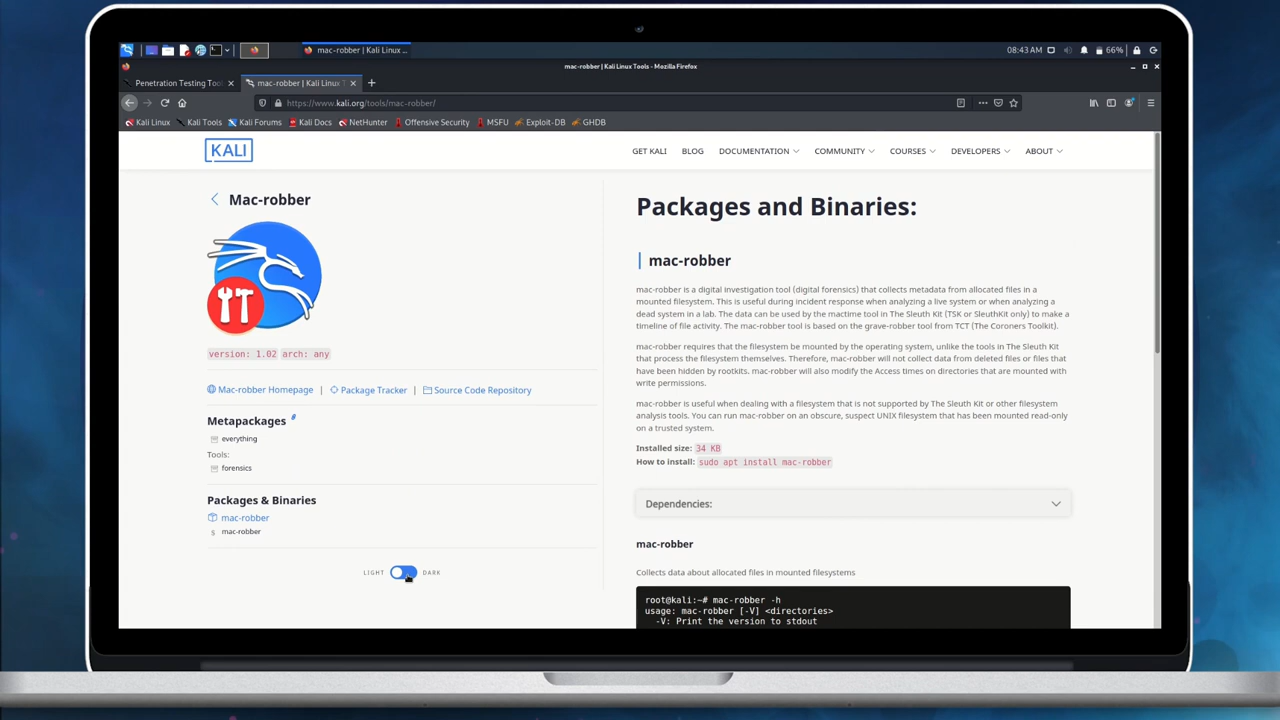 mac-robber | Kali Linux ...
08:43 AM
66%
mac-robber | Kali Linux Tools - Mozilla Firefox
Penetration Testing Too
mac-robber | Kali Linux T
https://www.kali.org/tools/mac-robber/
Kali Linux
Kali Tools
Kali Forums
Kali Docs
NetHunter
Offensive Security
MSFU
Exploit-DB
GHDB
KALI
GET KALI
BLOG
DOCUMENTATION
COMMUNITY
COURSES
DEVELOPERS
ABOUT
Mac-robber
version: 1.02 arch: any
Mac-robber Homepage | Package Tracker | Source Code Repository
Metapackages #
everything
Tools:
forensics
Packages & Binaries
mac-robber
$ mac-robber
LIGHT DARK
Packages and Binaries:
mac-robber
mac-robber is a digital investigation tool (digital forensics) that collects metadata from allocated files in a
mounted filesystem. This is useful during incident response when analyzing a live system or when analyzing a
dead system in a lab. The data can be used by the mactime tool in The Sleuth Kit (TSK or SleuthKit only) to make a
timeline of file activity. The mac-robber tool is based on the grave-robber tool from TCT (The Coroners Toolkit).
mac-robber requires that the filesystem be mounted by the operating system, unlike the tools in The Sleuth Kit
that process the filesystem themselves. Therefore, mac-robber will not collect data from deleted files or files that
have been hidden by rootkits. mac-robber will also modify the Access times on directories that are mounted with
write permissions.
mac-robber is useful when dealing with a filesystem that is not supported by The Sleuth Kit or other filesystem
analysis tools. You can run mac-robber on an obscure, suspect UNIX filesystem that has been mounted read-only
on a trusted system.
Installed size: 34 KB
How to install: sudo apt install mac-robber
Dependencies:
mac-robber
Collects data about allocated files in mounted filesystems
root@kali:~# mac-robber -h
usage: mac-robber [-V] <directories>
-V: Print the version to stdout